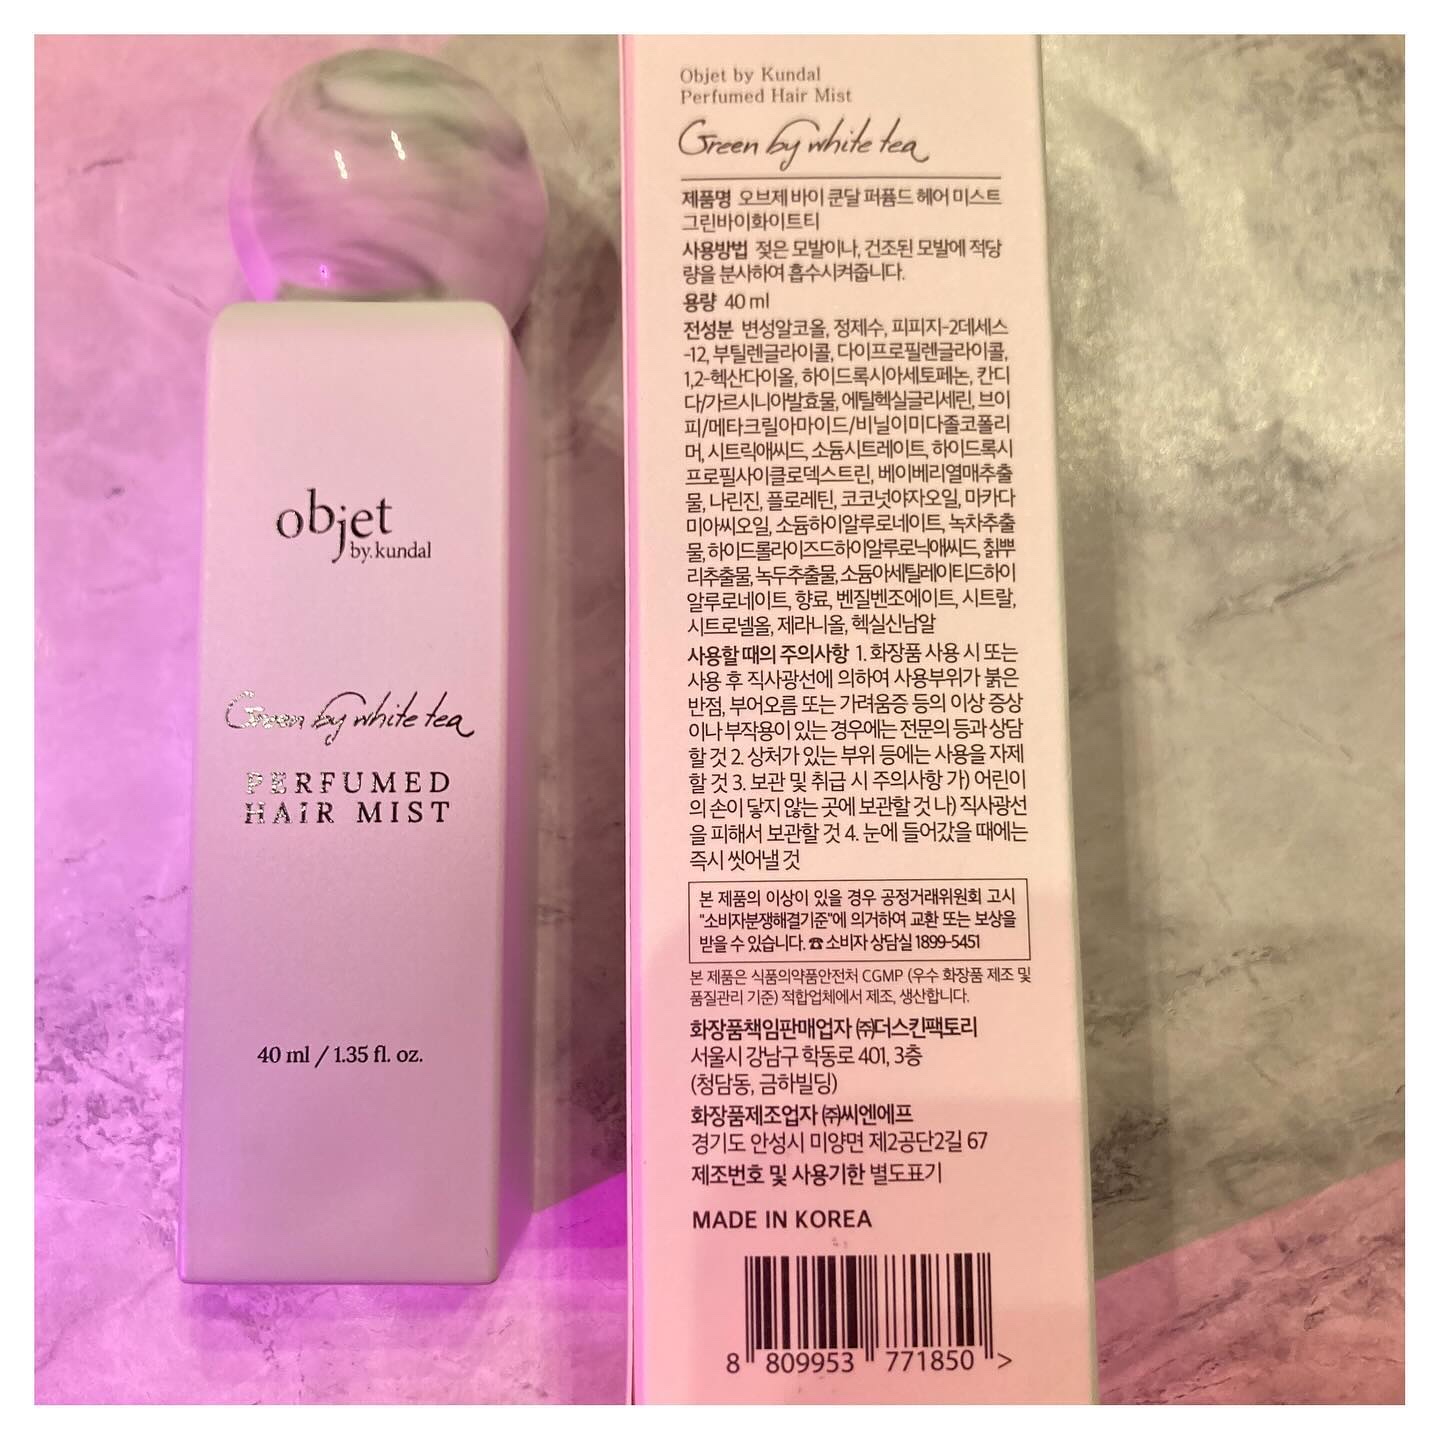 objet
by.kundal
Green by white tea
PERFUMED
HAIR MIST
40 ml / 1.35 fl. oz.
Objet by Kundal
Perfumed Hair Mist
Green by white tea
제품명 오브제 바이 쿤달 퍼퓸드 헤어 미스트
그린바이화이트티
사용방법 젖은 모발이나, 건조된 모발에 적당
량을 분사하여 흡수시켜줍니다.
용량 40 ml
전성분 변성알코올, 정제수, 피피지-2데세스
-12, 부틸렌글라이콜, 다이프로필렌글라이콜,
1,2-헥산다이올, 하이드록시아세토페논, 칸디
다/가르시니아발효물, 에틸헥실글리세린, 브이
피/메타크릴아마이드/비닐이미다졸코폴리
머, 시트릭애씨드, 소듐시트레이트, 하이드록시
프로필사이클로덱스트린, 베이베리열매추출
물, 나린진, 플로레틴, 코코넛야자오일, 마카다
미아씨오일, 소듐하이알루로네이트, 녹차추출
물, 하이드롤라이즈드하이알루로닉애씨드, 칡뿌
리추출물, 녹두추출물, 소듐아세틸레이티드하이
알루로네이트, 향료, 벤질벤조에이트, 시트랄,
시트로넬올, 제라니올, 헥실신남알
사용할 때의 주의사항 1. 화장품 사용 시 또는
사용 후 직사광선에 의하여 사용부위가 붉은
반점, 부어오름 또는 가려움증 등의 이상 증상
이나 부작용이 있는 경우에는 전문의 등과 상담
할 것 2. 상처가 있는 부위 등에는 사용을 자제
할 것 3. 보관 및 취급 시 주의사항 가) 어린이
의 손이 닿지 않는 곳에 보관할 것 나) 직사광선
을 피해서 보관할 것 4. 눈에 들어갔을 때에는
즉시 씻어낼 것
본 제품의 이상이 있을 경우 공정거래위원회 고시
"소비자분쟁해결기준"에 의거하여 교환 또는 보상을
받을 수 있습니다. ☎ 소비자 상담실 1899-5451
본 제품은 식품의약품안전처 CGMP (우수 화장품 제조 및
품질관리 기준) 적합업체에서 제조, 생산합니다.
화장품책임판매업자 ㈜더스킨팩토리
서울시 강남구 학동로 401, 3층
(청담동, 금하빌딩)
화장품제조업자 ㈜씨엔에프
경기도 안성시 미양면 제2공단2길 67
제조번호 및 사용기한 별도표기
MADE IN KOREA
8 809953 771850 >